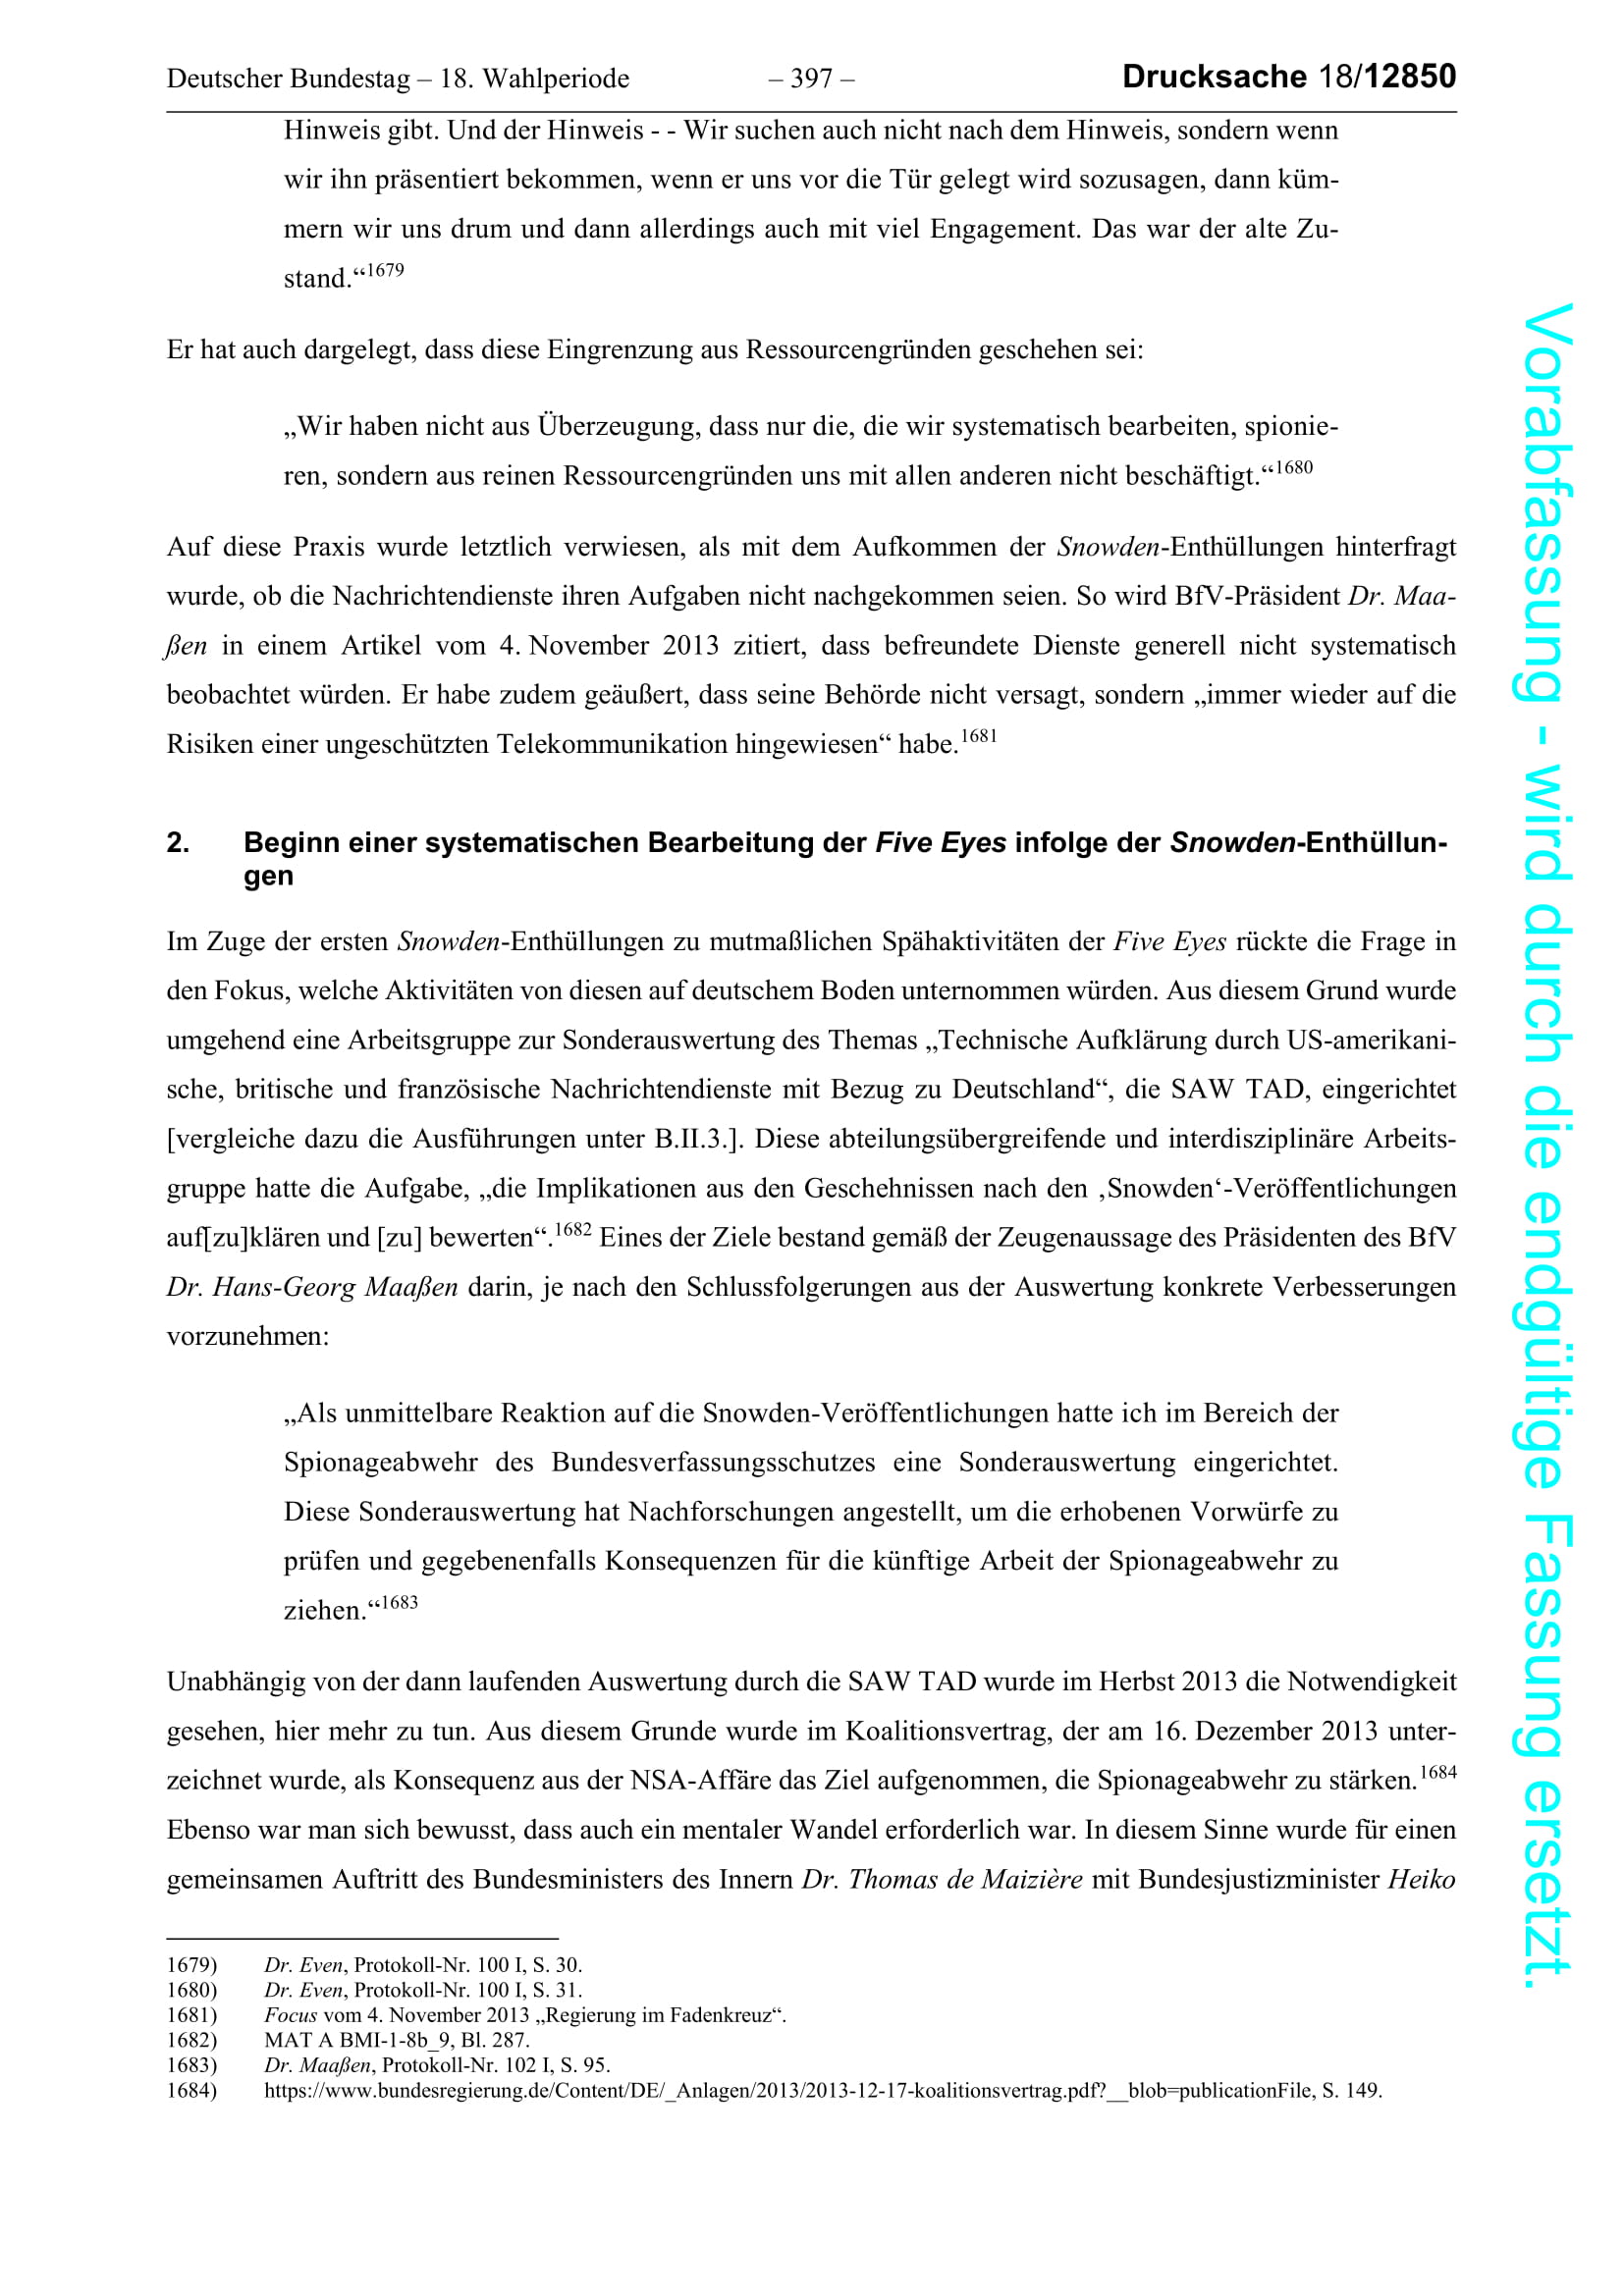 Deutscher Bundestag – 18. Wahlperiode – 397 – Drucksache 18/12850
Hinweis gibt. Und der Hinweis - - Wir suchen auch nicht nach dem Hinweis, sondern wenn
wir ihn präsentiert bekommen, wenn er uns vor die Tür gelegt wird sozusagen, dann küm-
mern wir uns drum und dann allerdings auch mit viel Engagement. Das war der alte Zu-
stand.“1679
Er hat auch dargelegt, dass diese Eingrenzung aus Ressourcengründen geschehen sei:
„Wir haben nicht aus Überzeugung, dass nur die, die wir systematisch bearbeiten, spionie-
ren, sondern aus reinen Ressourcengründen uns mit allen anderen nicht beschäftigt.“1680
Auf diese Praxis wurde letztlich verwiesen, als mit dem Aufkommen der Snowden-Enthüllungen hinterfragt
wurde, ob die Nachrichtendienste ihren Aufgaben nicht nachgekommen seien. So wird BfV-Präsident Dr. Maa-
ßen in einem Artikel vom 4. November 2013 zitiert, dass befreundete Dienste generell nicht systematisch
beobachtet würden. Er habe zudem geäußert, dass seine Behörde nicht versagt, sondern „immer wieder auf die
Risiken einer ungeschützten Telekommunikation hingewiesen“ habe.1681
2. Beginn einer systematischen Bearbeitung der Five Eyes infolge der Snowden-Enthüllun-
gen
Im Zuge der ersten Snowden-Enthüllungen zu mutmaßlichen Spähaktivitäten der Five Eyes rückte die Frage in
den Fokus, welche Aktivitäten von diesen auf deutschem Boden unternommen würden. Aus diesem Grund wurde
umgehend eine Arbeitsgruppe zur Sonderauswertung des Themas „Technische Aufklärung durch US-amerikani-
sche, britische und französische Nachrichtendienste mit Bezug zu Deutschland“, die SAW TAD, eingerichtet
[vergleiche dazu die Ausführungen unter B.II.3.]. Diese abteilungsübergreifende und interdisziplinäre Arbeits-
gruppe hatte die Aufgabe, „die Implikationen aus den Geschehnissen nach den ‚Snowden‘-Veröffentlichungen
auf[zu]klären und [zu] bewerten“.1682 Eines der Ziele bestand gemäß der Zeugenaussage des Präsidenten des BfV
Dr. Hans-Georg Maaßen darin, je nach den Schlussfolgerungen aus der Auswertung konkrete Verbesserungen
vorzunehmen:
„Als unmittelbare Reaktion auf die Snowden-Veröffentlichungen hatte ich im Bereich der
Spionageabwehr des Bundesverfassungsschutzes eine Sonderauswertung eingerichtet.
Diese Sonderauswertung hat Nachforschungen angestellt, um die erhobenen Vorwürfe zu
prüfen und gegebenenfalls Konsequenzen für die künftige Arbeit der Spionageabwehr zu
ziehen.“1683
Unabhängig von der dann laufenden Auswertung durch die SAW TAD wurde im Herbst 2013 die Notwendigkeit
gesehen, hier mehr zu tun. Aus diesem Grunde wurde im Koalitionsvertrag, der am 16. Dezember 2013 unter-
zeichnet wurde, als Konsequenz aus der NSA-Affäre das Ziel aufgenommen, die Spionageabwehr zu stärken.1684
Ebenso war man sich bewusst, dass auch ein mentaler Wandel erforderlich war. In diesem Sinne wurde für einen
gemeinsamen Auftritt des Bundesministers des Innern Dr. Thomas de Maizière mit Bundesjustizminister Heiko
1679) Dr. Even, Protokoll-Nr. 100 I, S. 30.
1680) Dr. Even, Protokoll-Nr. 100 I, S. 31.
1681) Focus vom 4. November 2013 „Regierung im Fadenkreuz“.
1682) MAT A BMI-1-8b_9, Bl. 287.
1683) Dr. Maaßen, Protokoll-Nr. 102 I, S. 95.
1684) https://www.bundesregierung.de/Content/DE/_Anlagen/2013/2013-12-17-koalitionsvertrag.pdf?__blob=publicationFile, S. 149.
Vorabfassung - wird durch die endgültige Fassung ersetzt.